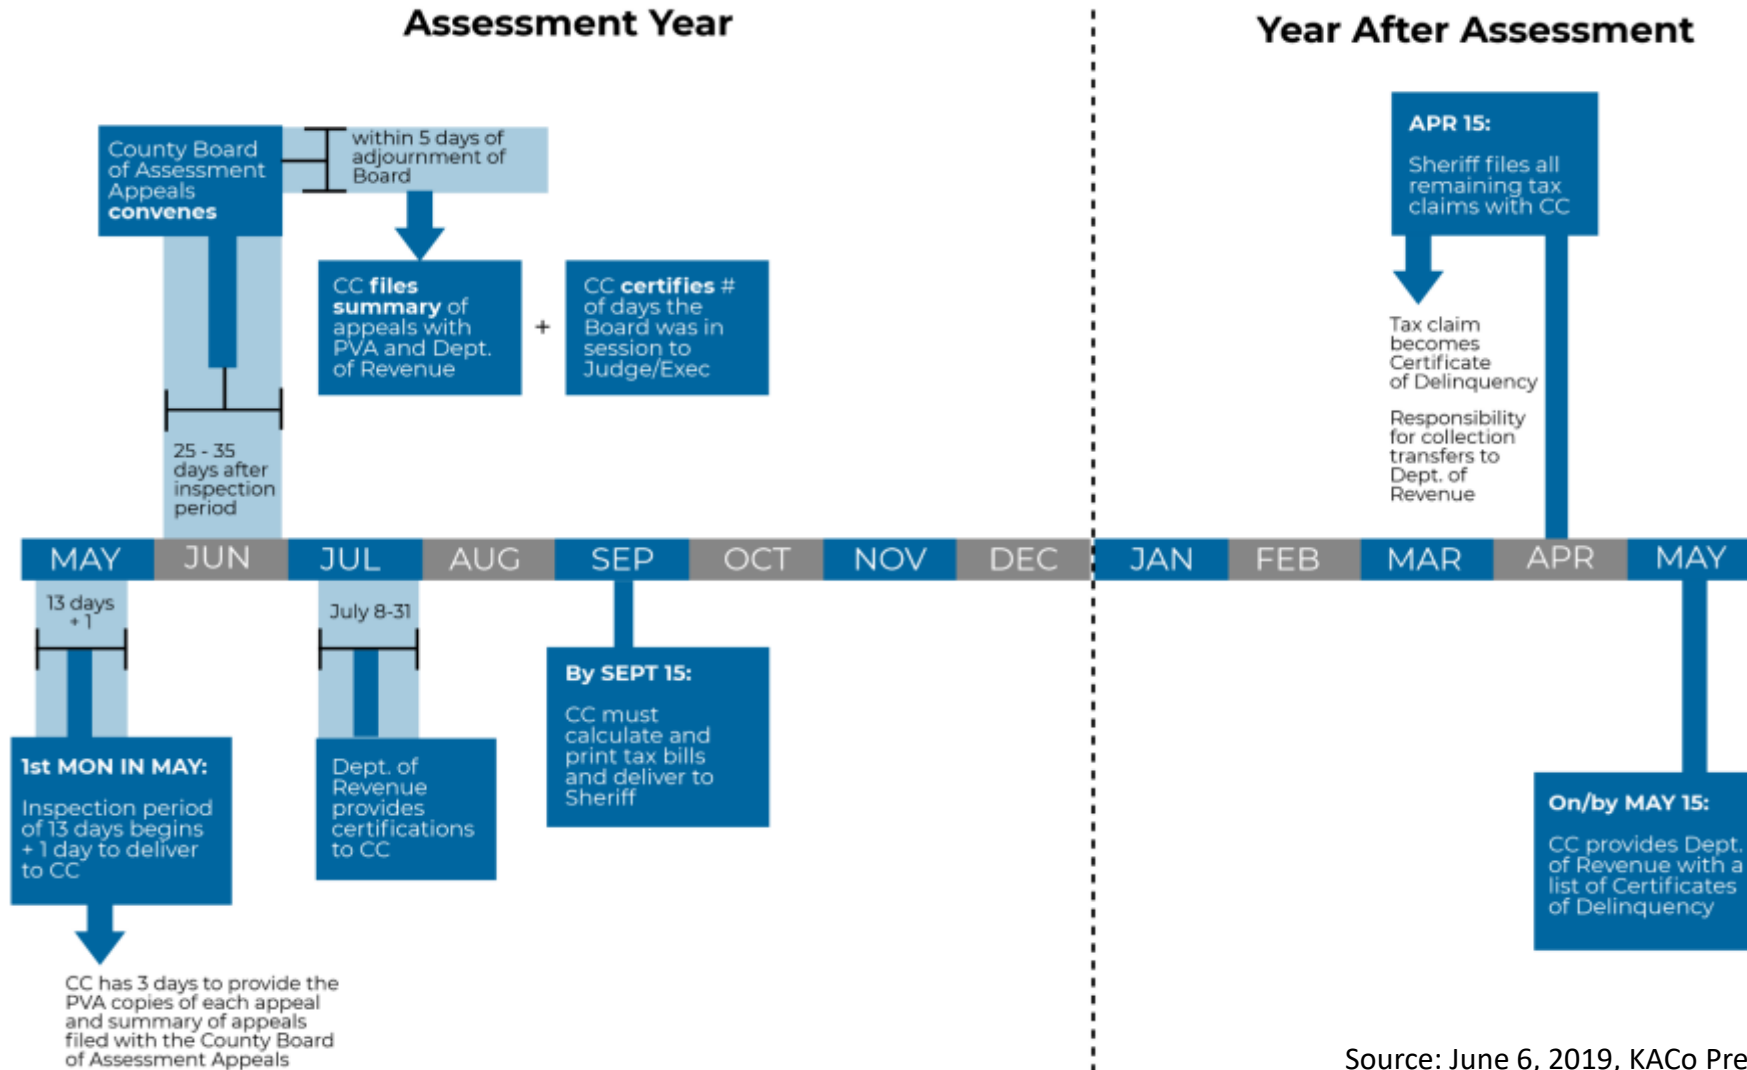 Assessment Year
Year After Assessment
County Board
of Assessment
Appeals
convenes
within 5 days of
adjournment of
Board
CC files
summary of
appeals with
PVA and Dept.
of Revenue
+
CC certifies #
of days the
Board was in
session to
Judge/Exec
25 - 35
days after
inspection
period
APR 15:
Sheriff files all
remaining tax
claims with CC
Tax claim
becomes
Certificate
of Delinquency
Responsibility
for collection
transfers to
Dept. of
Revenue
MAY JUN JUL AUG SEP OCT NOV DEC JAN FEB MAR APR MAY
13 days
+ 1
1st MON IN MAY:
Inspection period
of 13 days begins
+ 1 day to deliver
to CC
CC has 3 days to provide the
PVA copies of each appeal
and summary of appeals
filed with the County Board
of Assessment Appeals
July 8-31
Dept. of
Revenue
provides
certifications
to CC
By SEPT 15:
CC must
calculate and
print tax bills
and deliver to
Sheriff
On/by MAY 15:
CC provides Dept.
of Revenue with a
list of Certificates
of Delinquency
Source: June 6, 2019, KACo Pre